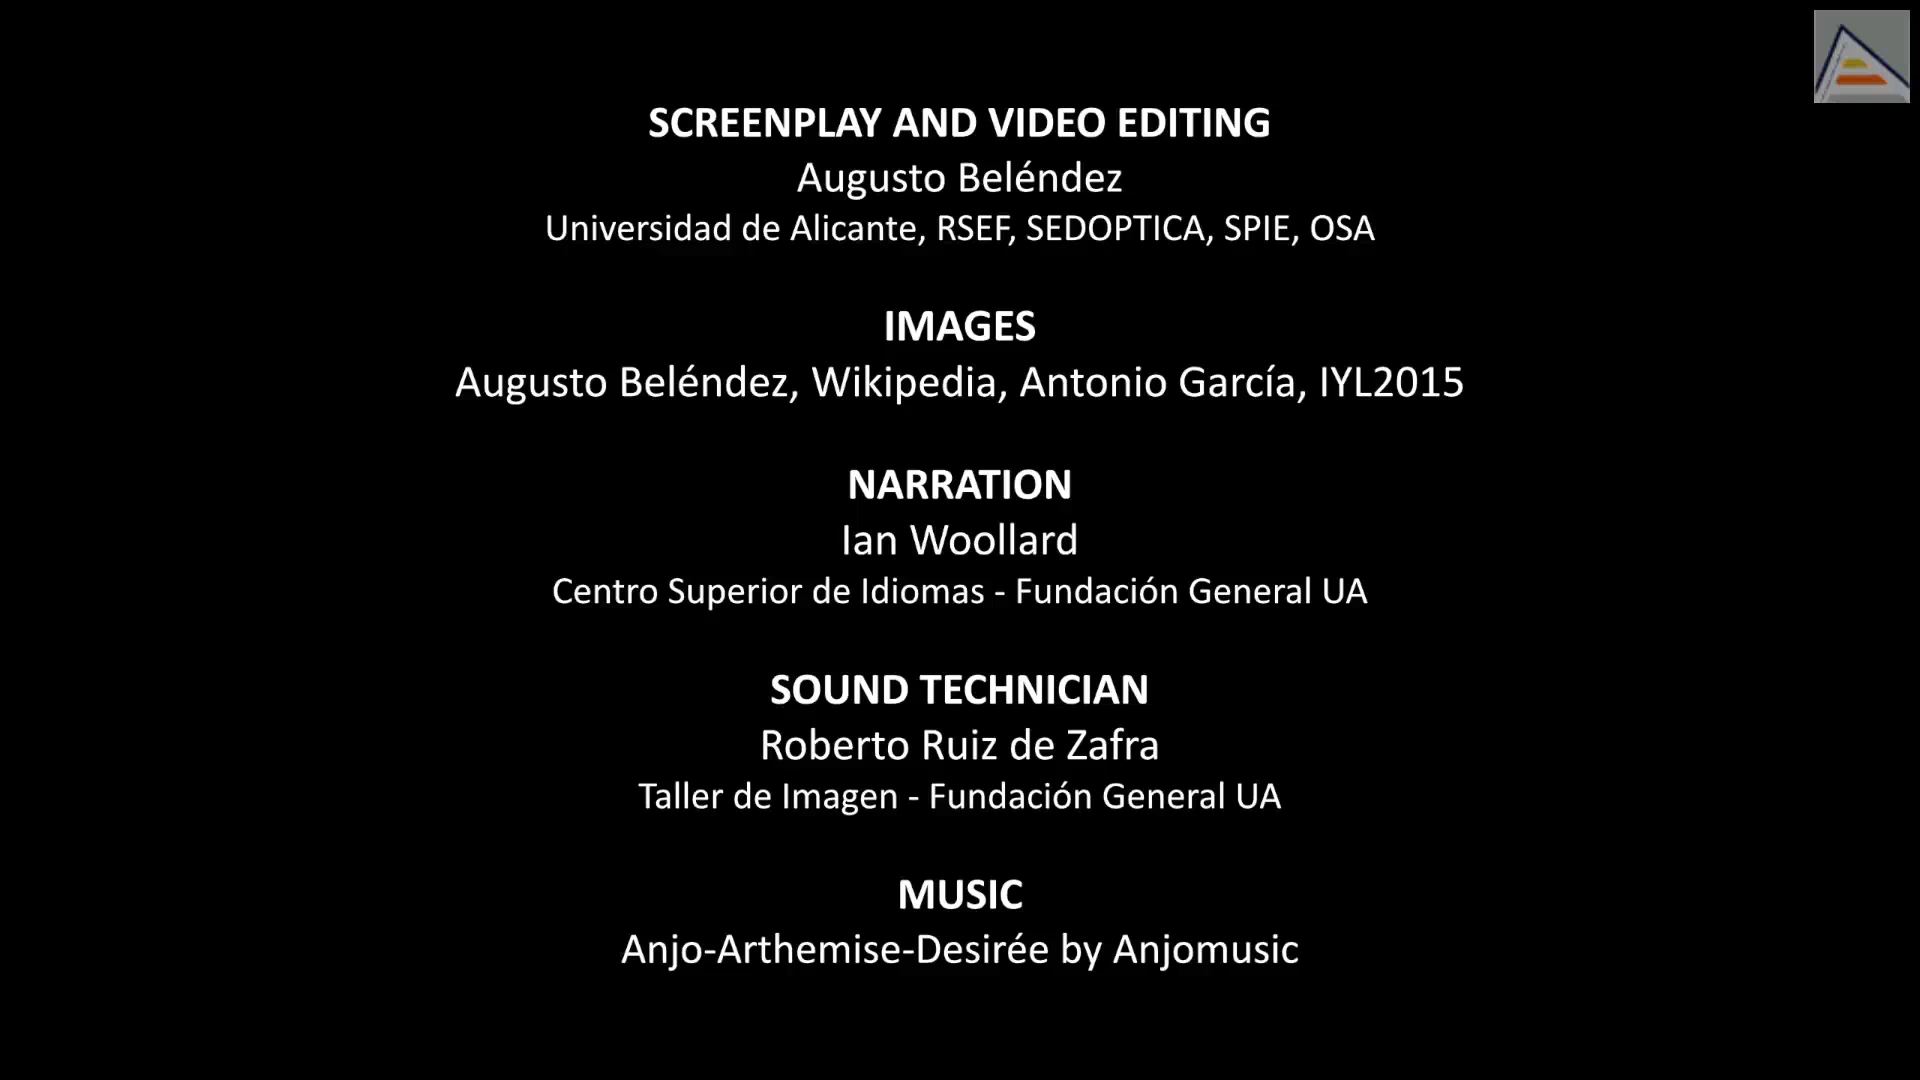 SCREENPLAY AND VIDEO EDITING
Augusto Beléndez
Universidad de Alicante, RSEF, SEDOPTICA, SPIE, OSA
IMAGES
Augusto Beléndez, Wikipedia, Antonio García, IYL2015
NARRATION
Ian Woollard
Centro Superior de Idiomas - Fundación General UA
SOUND TECHNICIAN
Roberto Ruiz de Zafra
Taller de Imagen - Fundación General UA
MUSIC
Anjo-Arthemise-Desirée by Anjomusic